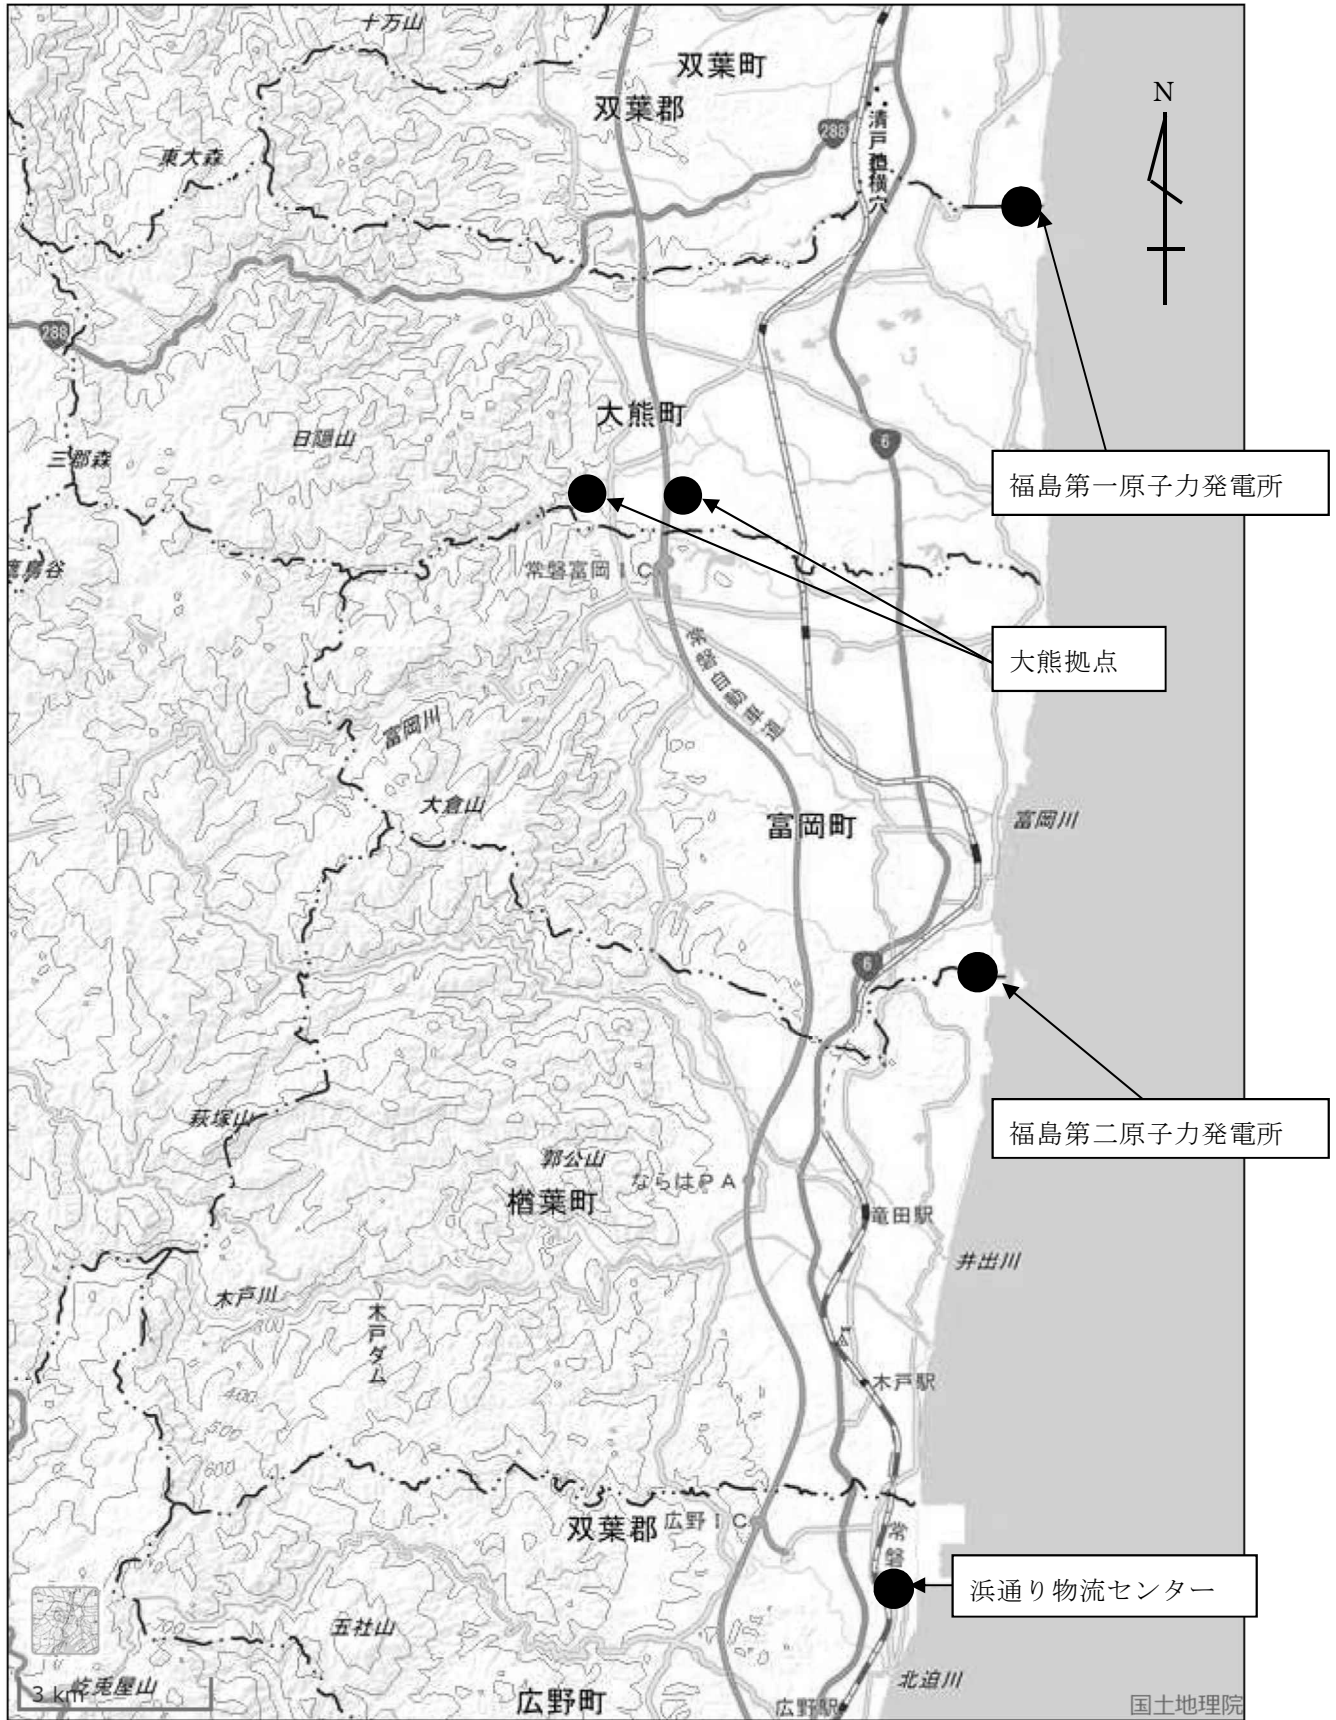 十万山
双葉町
双葉郡
N
288
清戸廹横穴
東大森
288
大熊町
日隠山
6
三郡森
福島第一原子力発電所
常磐富岡IC
大熊拠点
常磐自動車道
富岡川
大倉山
富岡町
富岡川
6
萩塚山
福島第二原子力発電所
郭公山
ならはPA
楢葉町
竜田駅
井出川
木戸川
木戸ダム
400
木戸駅
500
600
双葉郡
広野IC
常磐
浜通り物流センター
五社山
700
北迫川
3 km
屹兎屋山
広野町
広野駅
国土地理院